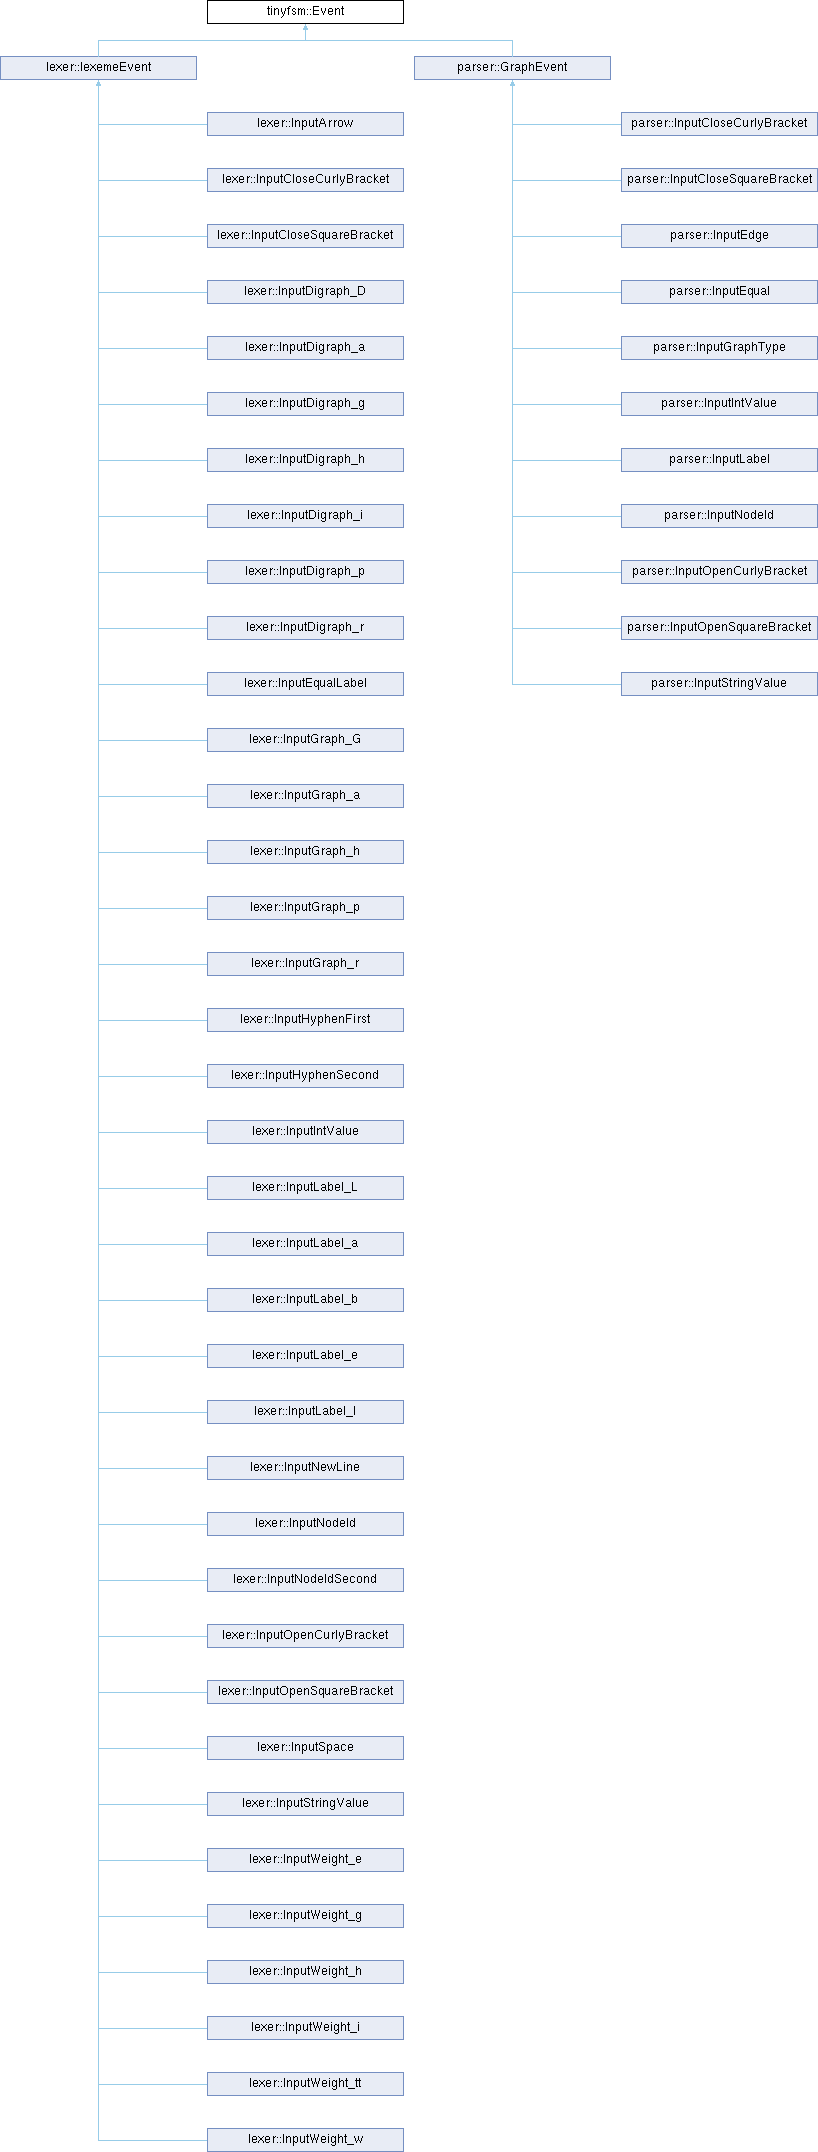 tinyfsm::Event
lexer::lexemeEvent
parser::GraphEvent
lexer::InputArrow
parser::InputCloseCurlyBracket
lexer::InputCloseCurlyBracket
parser::InputCloseSquareBracket
lexer::InputCloseSquareBracket
parser::InputEdge
lexer::InputDigraph_D
parser::InputEqual
lexer::InputDigraph_a
parser::InputGraphType
lexer::InputDigraph_g
parser::InputIntValue
lexer::InputDigraph_h
parser::InputLabel
lexer::InputDigraph_i
parser::InputNodeId
lexer::InputDigraph_p
parser::InputOpenCurlyBracket
lexer::InputDigraph_r
parser::InputOpenSquareBracket
lexer::InputEqualLabel
parser::InputStringValue
lexer::InputGraph_G
lexer::InputGraph_a
lexer::InputGraph_h
lexer::InputGraph_p
lexer::InputGraph_r
lexer::InputHyphenFirst
lexer::InputHyphenSecond
lexer::InputIntValue
lexer::InputLabel_L
lexer::InputLabel_a
lexer::InputLabel_b
lexer::InputLabel_e
lexer::InputLabel_l
lexer::InputNewLine
lexer::InputNodeId
lexer::InputNodeIdSecond
lexer::InputOpenCurlyBracket
lexer::InputOpenSquareBracket
lexer::InputSpace
lexer::InputStringValue
lexer::InputWeight_e
lexer::InputWeight_g
lexer::InputWeight_h
lexer::InputWeight_i
lexer::InputWeight_tt
lexer::InputWeight_w